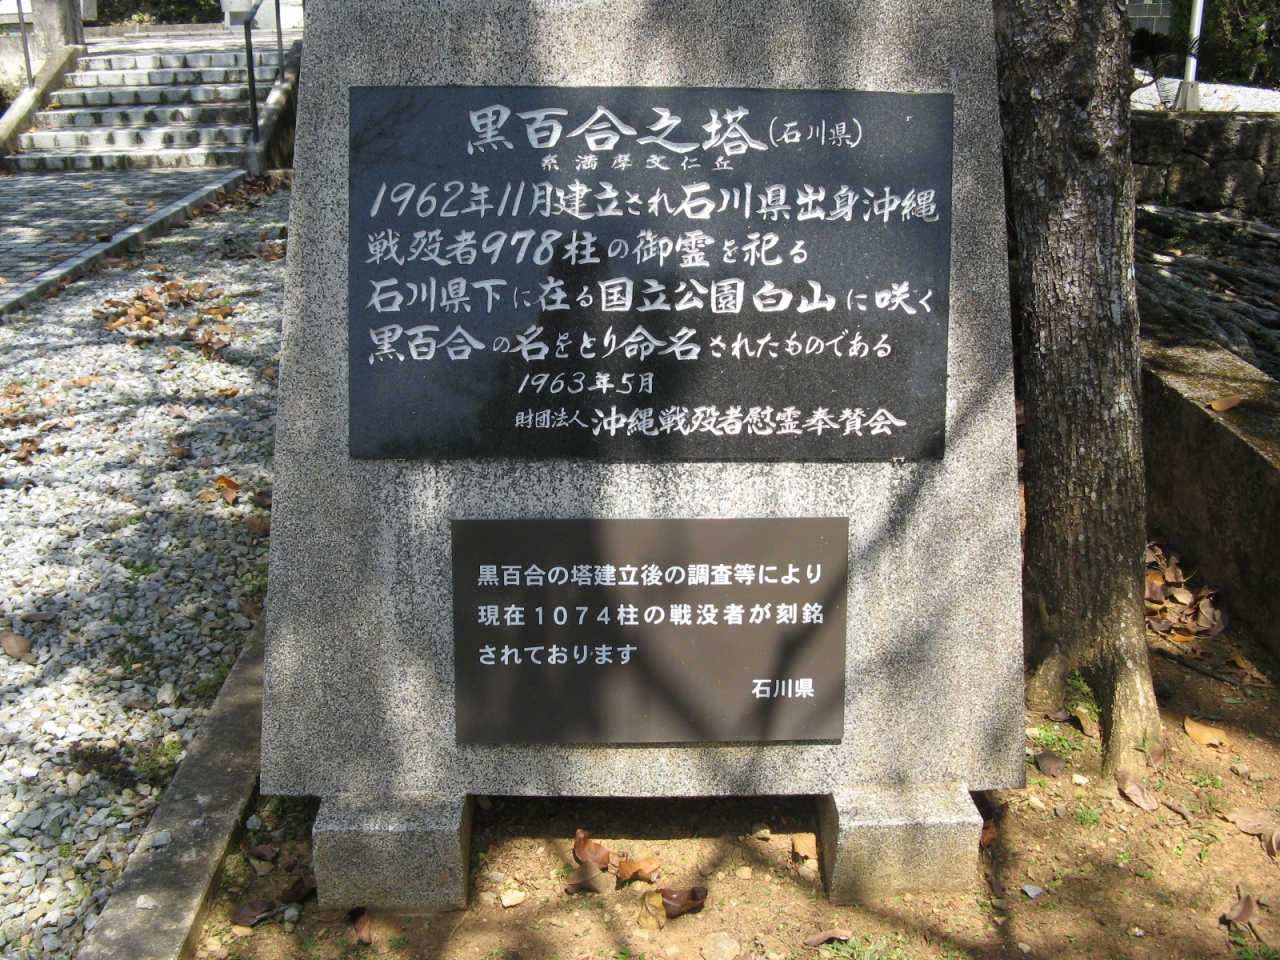 黒百合之塔(石川県)
糸満摩文仁丘
1962年11月建立され石川県出身沖縄
戦殁者978柱の御霊を祀る
石川県下に在る国立公園白山に咲く
黒百合の名をとり命名されたものである
1963年5月
財団法人 沖縄戦殁者慰霊奉賛会
黒百合の塔建立後の調査等により
現在1074柱の戦没者が刻銘
されております
石川県